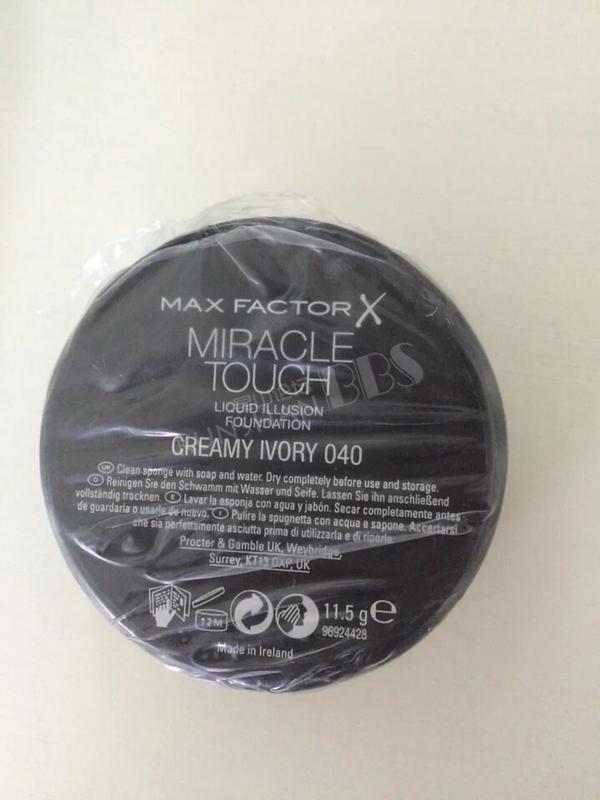 MAX FACTOR X
MIRACLE
TOUCH
LIQUID ILLUSION
FOUNDATION
CREAMY IVORY 040
UK Clean sponge with soap and water. Dry completely before use and storage.
D Reinigen Sie den Schwamm mit Wasser und Seife. Lassen Sie ihn anschließend
vollständig trocknen. E Lavar la esponja con agua y jabón. Secar completamente antes
de guardarla o usarla de nuevo. I Pulire la spugnetta con acqua e sapone. Accertarsi
che sia perfettamente asciutta prima di utilizzarla e di riporla.
Procter & Gamble UK, Weybridge,
Surrey, KT13 0XP, UK
12M
11.5 g e
96924428
Made in Ireland
BBS